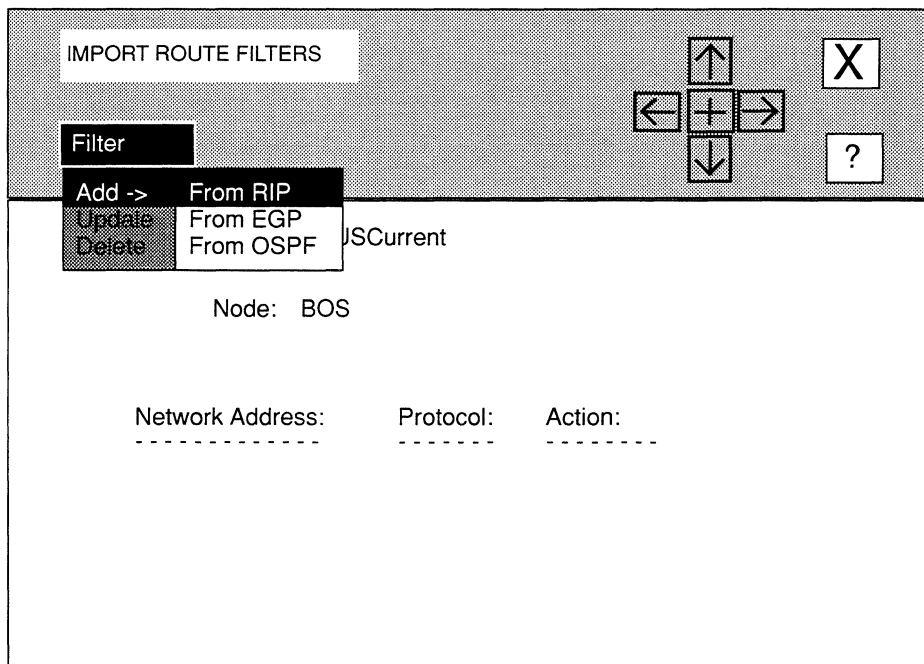 IMPORT ROUTE FILTERS
X
Filter
?
Add -> From RIP
Update From EGP
Delete From OSPF
USCurrent
Node: BOS
Network Address: Protocol: Action: